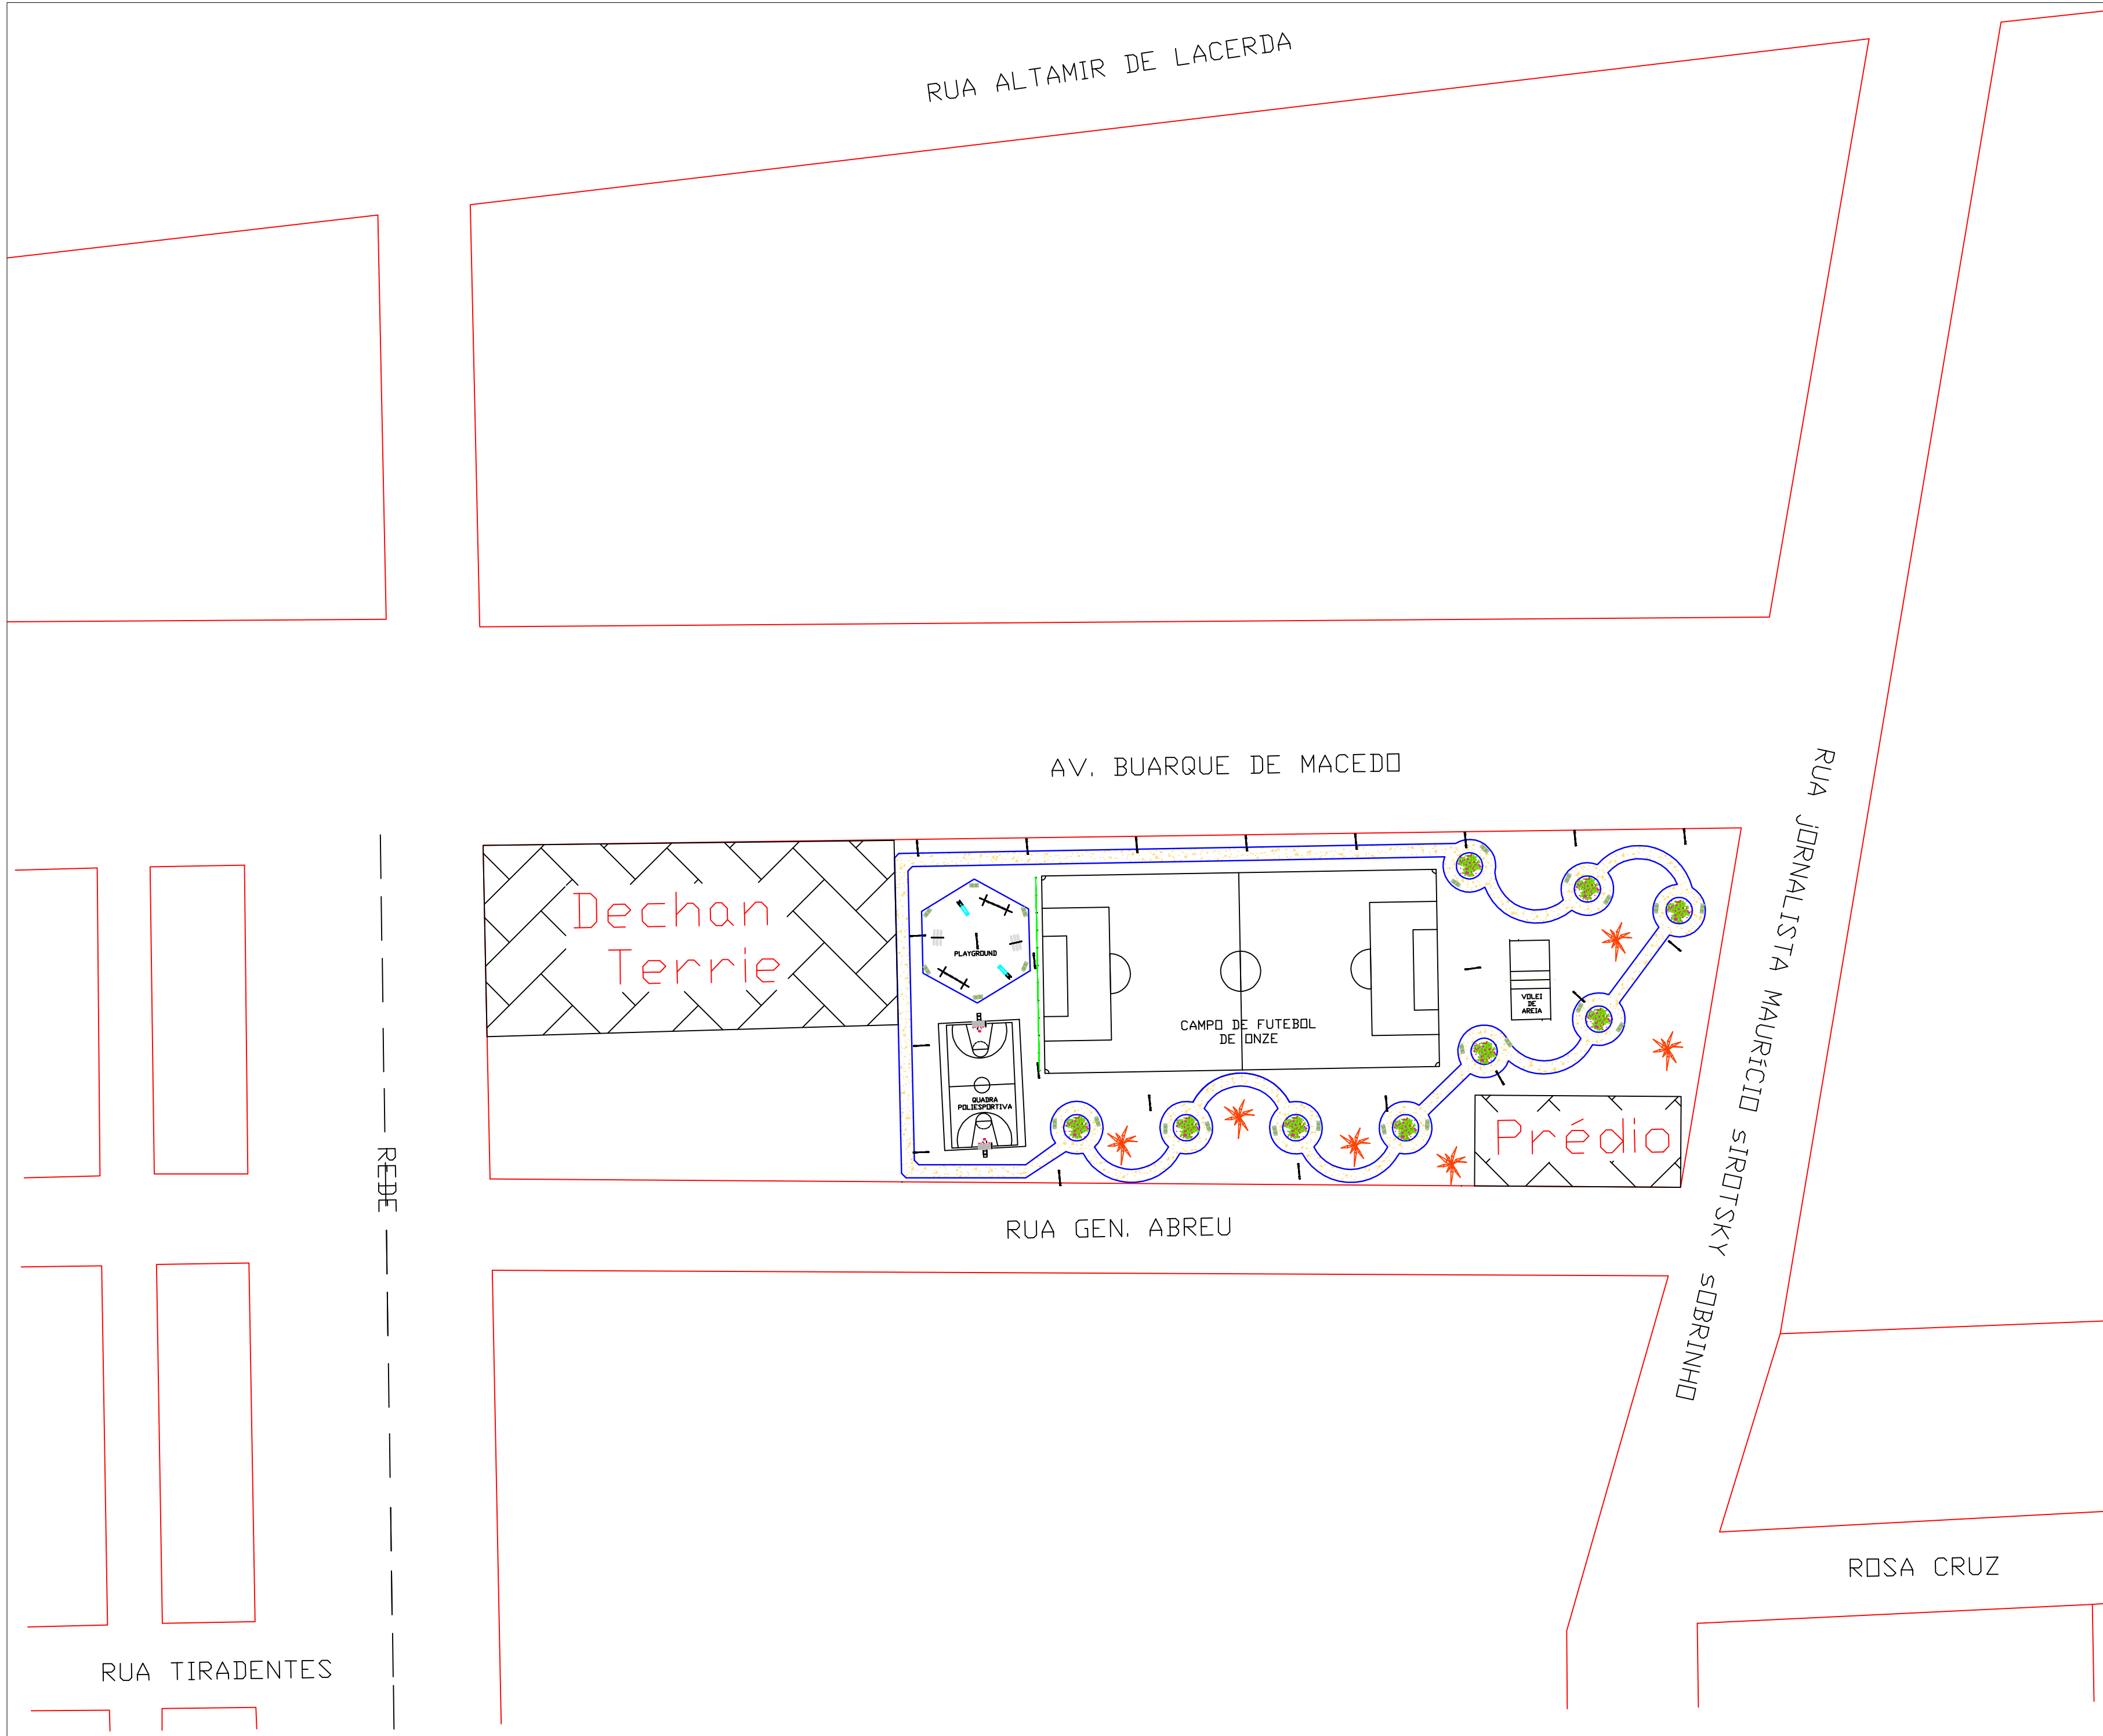 RUA ALTAMIR DE LACERDA
AV. BUARQUE DE MACEDO
RUA JORNALISTA MAURÍCIO SIROTSKY SOBRINHO
Dechan
Terrie
PLAYGROUND
VOLEI
DE
AREIA
CAMPO DE FUTEBOL
DE ONZE
QUADRA
POLIESPORTIVA
Prédio
REDE
RUA GEN. ABREU
ROSA CRUZ
RUA TIRADENTES